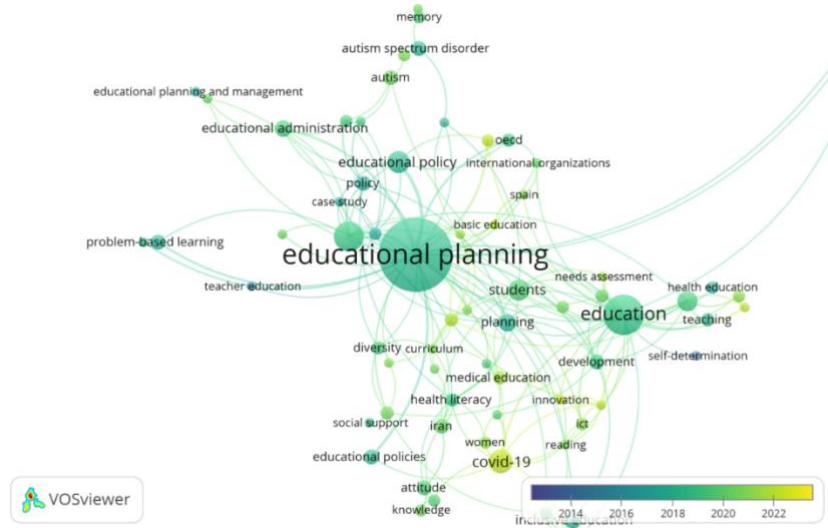 memory
autism spectrum disorder
autism
educational planning and management
educational administration
oecd
educational policy
international organizations
policy
case study
spain
basic education
problem-based learning
educational planning
needs assessment
teacher education
students
health education
education
planning
teaching
diversity
curriculum
self-determination
development
medical education
health literacy
innovation
social support
iran
ict
women
reading
educational policies
covid-19
attitude
knowledge
VOSviewer
2014
2016
2018
2020
2022
inclusive education